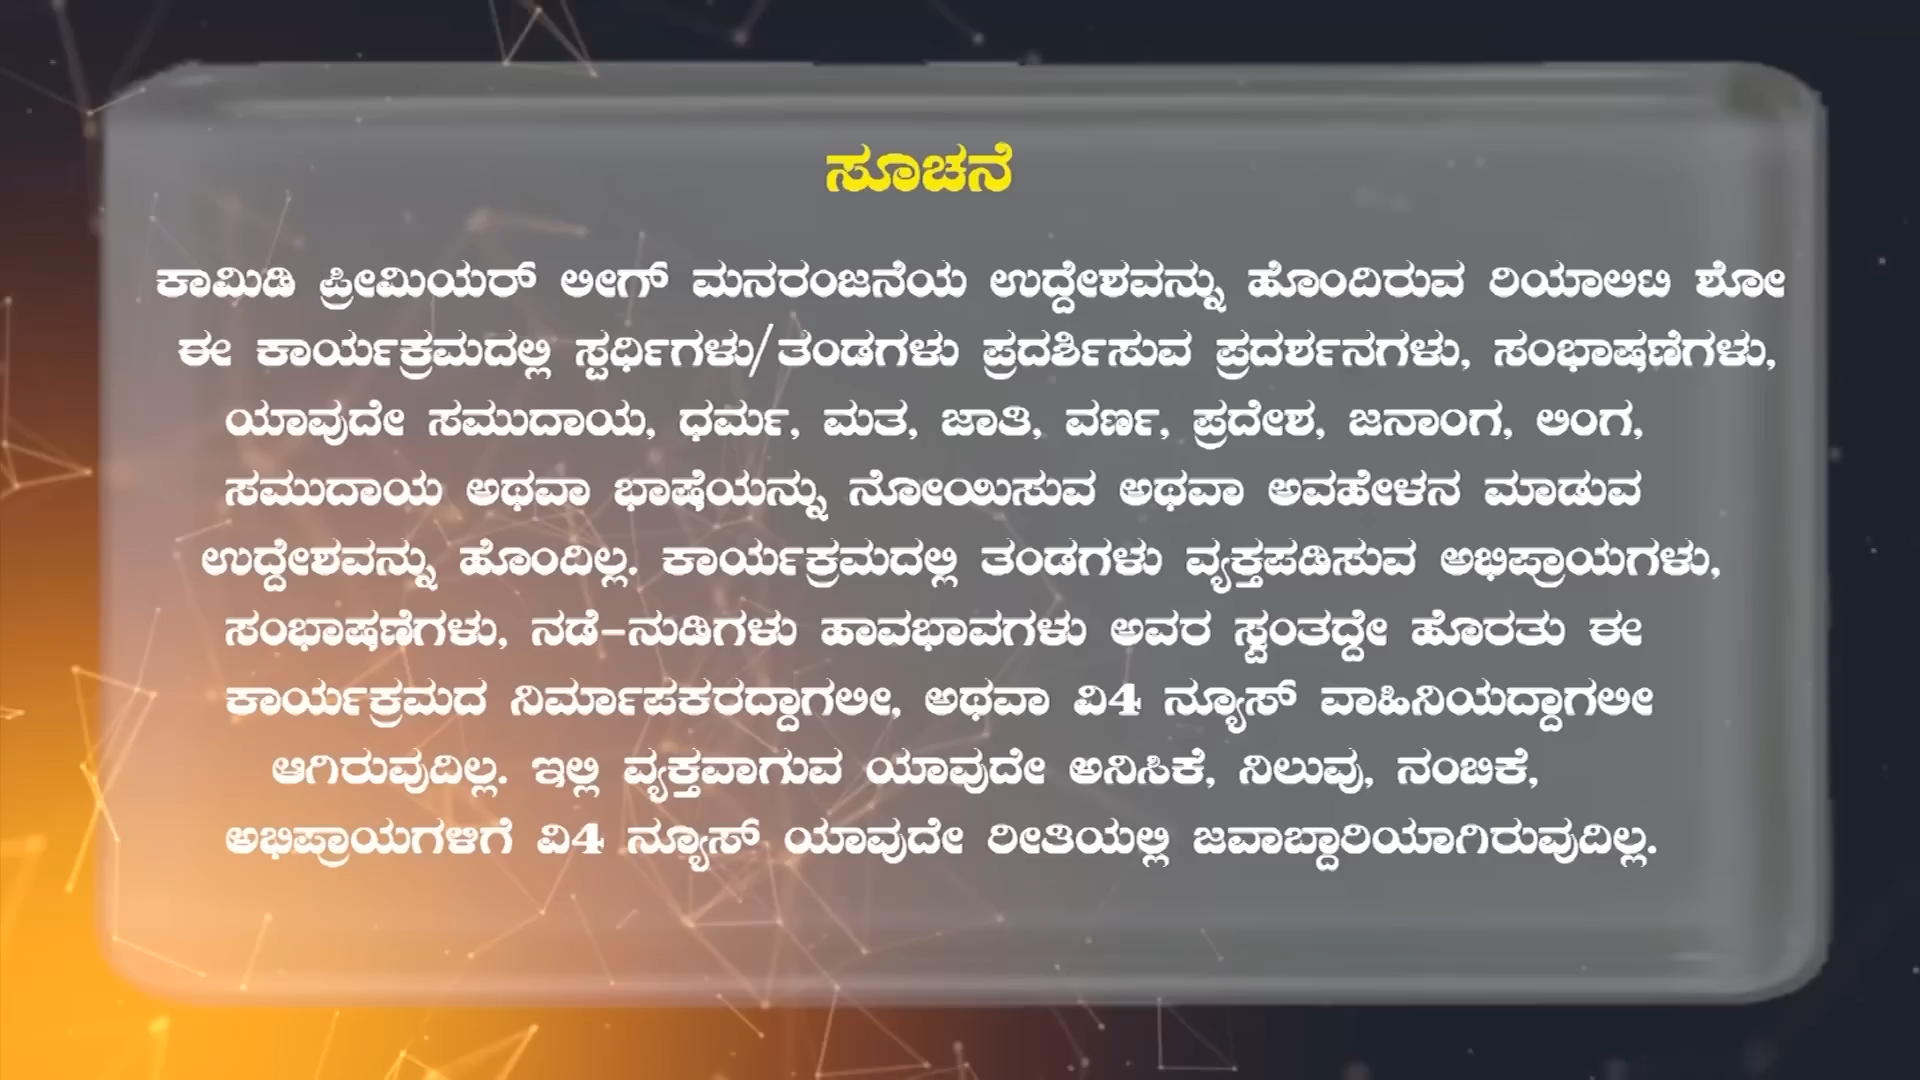 ಸೂಚನೆ
ಕಾಮಿಡಿ ಪ್ರೀಮಿಯರ್ ಲೀಗ್ ಮನರಂಜನೆಯ ಉದ್ದೇಶವನ್ನು ಹೊಂದಿರುವ ರಿಯಾಲಿಟಿ ಶೋ
ಈ ಕಾರ್ಯಕ್ರಮದಲ್ಲಿ ಸ್ಪರ್ಧಿಗಳು/ತಂಡಗಳು ಪ್ರದರ್ಶಿಸುವ ಪ್ರದರ್ಶನಗಳು, ಸಂಭಾಷಣೆಗಳು,
ಯಾವುದೇ ಸಮುದಾಯ, ಧರ್ಮ, ಮತ, ಜಾತಿ, ವರ್ಣ, ಪ್ರದೇಶ, ಜನಾಂಗ, ಲಿಂಗ,
ಸಮುದಾಯ ಅಥವಾ ಭಾಷೆಯನ್ನು ನೋಯಿಸುವ ಅಥವಾ ಅವಹೇಳನ ಮಾಡುವ
ಉದ್ದೇಶವನ್ನು ಹೊಂದಿಲ್ಲ. ಕಾರ್ಯಕ್ರಮದಲ್ಲಿ ತಂಡಗಳು ವ್ಯಕ್ತಪಡಿಸುವ ಅಭಿಪ್ರಾಯಗಳು,
ಸಂಭಾಷಣೆಗಳು, ನಡೆ-ನುಡಿಗಳು ಹಾವಭಾವಗಳು ಅವರ ಸ್ವಂತದ್ದೇ ಹೊರತು ಈ
ಕಾರ್ಯಕ್ರಮದ ನಿರ್ಮಾಪಕರದ್ದಾಗಲೀ, ಅಥವಾ ವಿ4 ನ್ಯೂಸ್ ವಾಹಿನಿಯದ್ದಾಗಲೀ
ಆಗಿರುವುದಿಲ್ಲ. ಇಲ್ಲಿ ವ್ಯಕ್ತವಾಗುವ ಯಾವುದೇ ಅನಿಸಿಕೆ, ನಿಲುವು, ನಂಬಿಕೆ,
ಅಭಿಪ್ರಾಯಗಳಿಗೆ ವಿ4 ನ್ಯೂಸ್ ಯಾವುದೇ ರೀತಿಯಲ್ಲಿ ಜವಾಬ್ದಾರಿಯಾಗಿರುವುದಿಲ್ಲ.